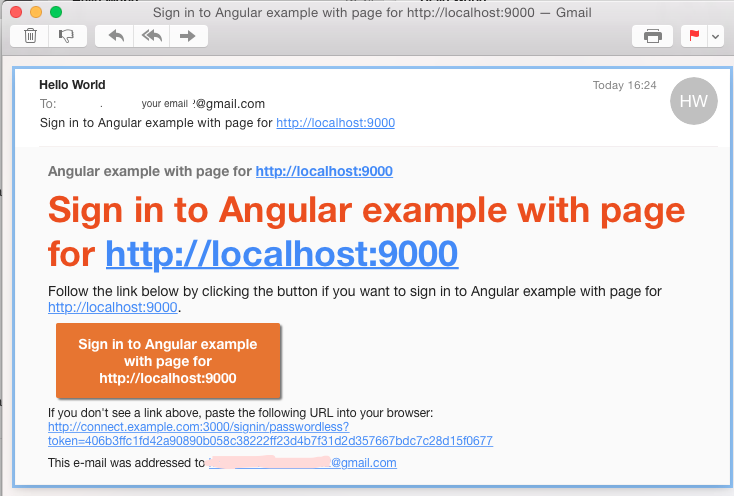 Sign in to Angular example with page for http://localhost:9000 — Gmail
Hello World
Today 16:24
HW
To: your email @gmail.com
Sign in to Angular example with page for http://localhost:9000
Angular example with page for http://localhost:9000
Sign in to Angular example with page
for http://localhost:9000
Follow the link below by clicking the button if you want to sign in to Angular example with page for
http://localhost:9000.
Sign in to Angular example
with page for
http://localhost:9000
If you don't see a link above, paste the following URL into your browser:
http://connect.example.com:3000/signin/passwordless?
token=406b3ffc1fd42a90890b058c38222ff23d4b7f31d2d357667bdc7c28d15f0677
This e-mail was addressed to @gmail.com